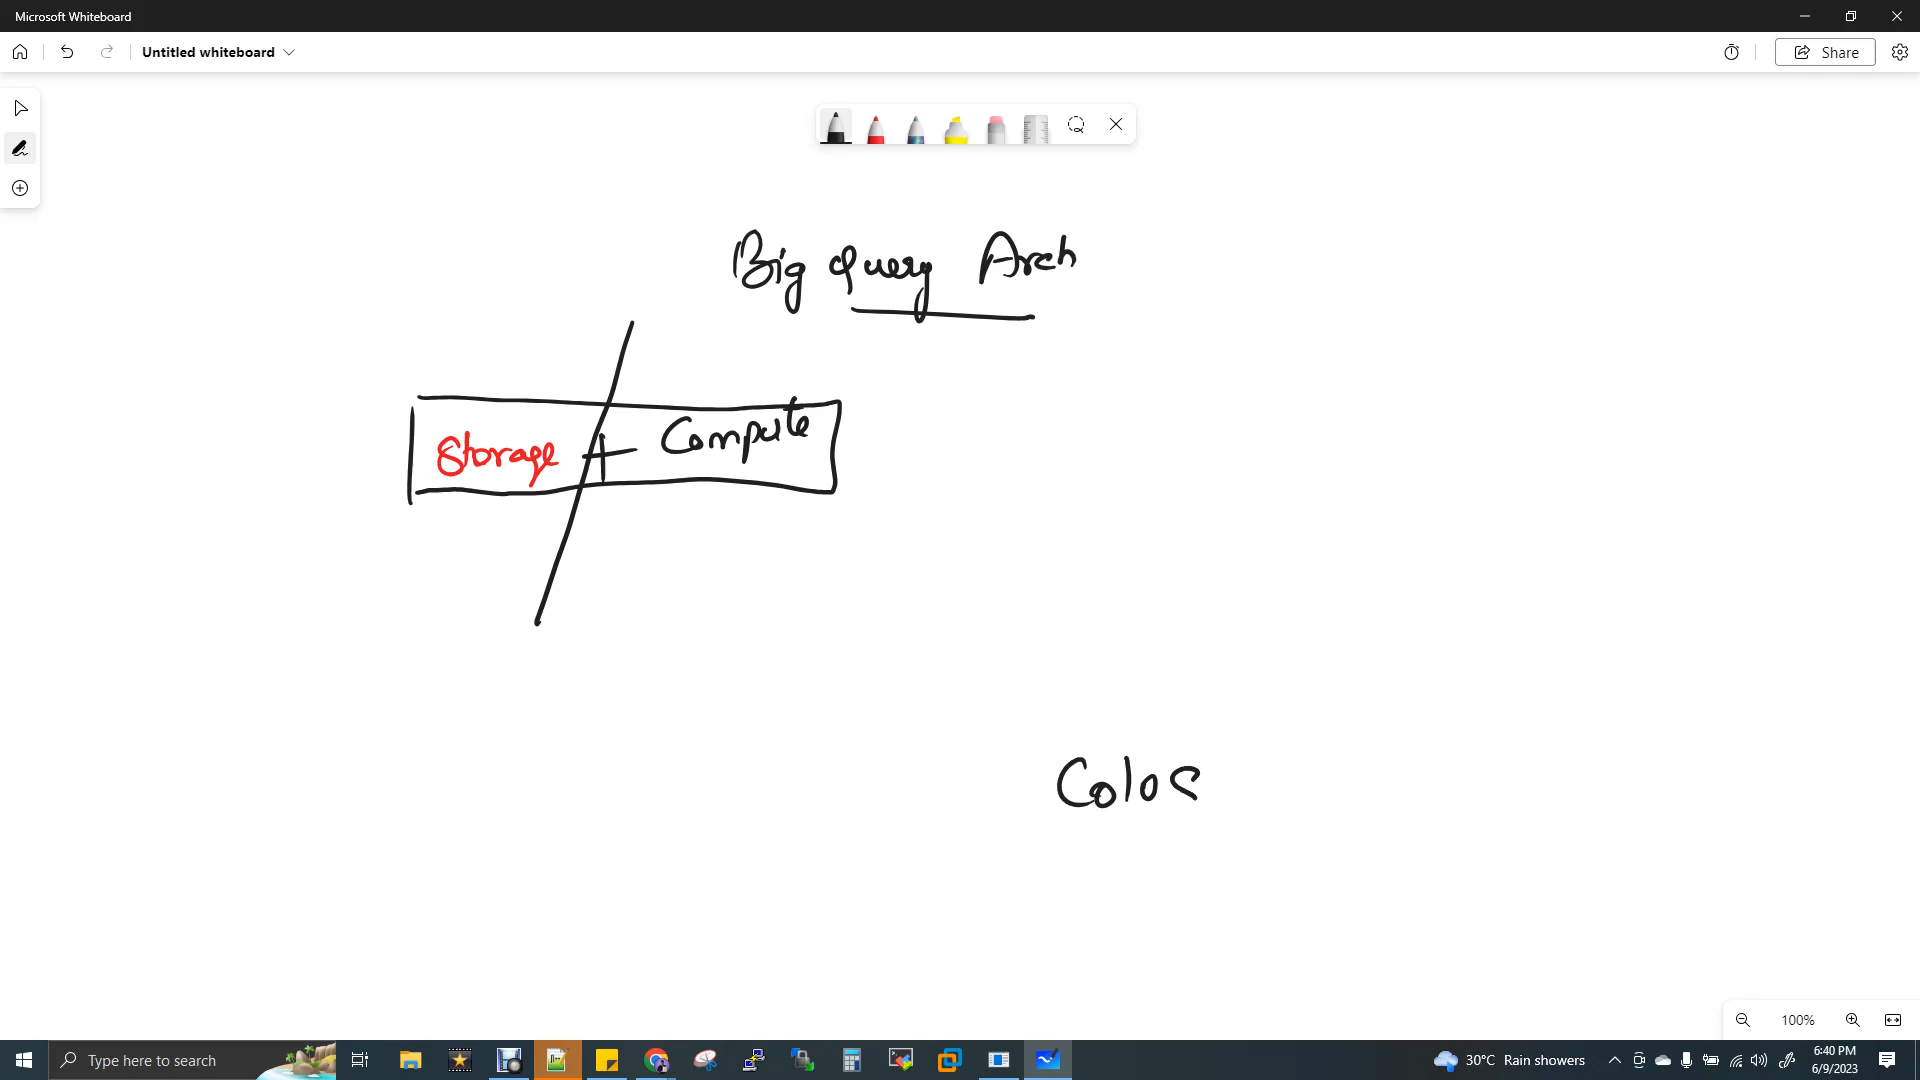 Microsoft Whiteboard
Untitled whiteboard
Share
Big Query Arch
Storage + Compute
Colos
100%
Type here to search
30°C Rain showers
6:40 PM
6/9/2023